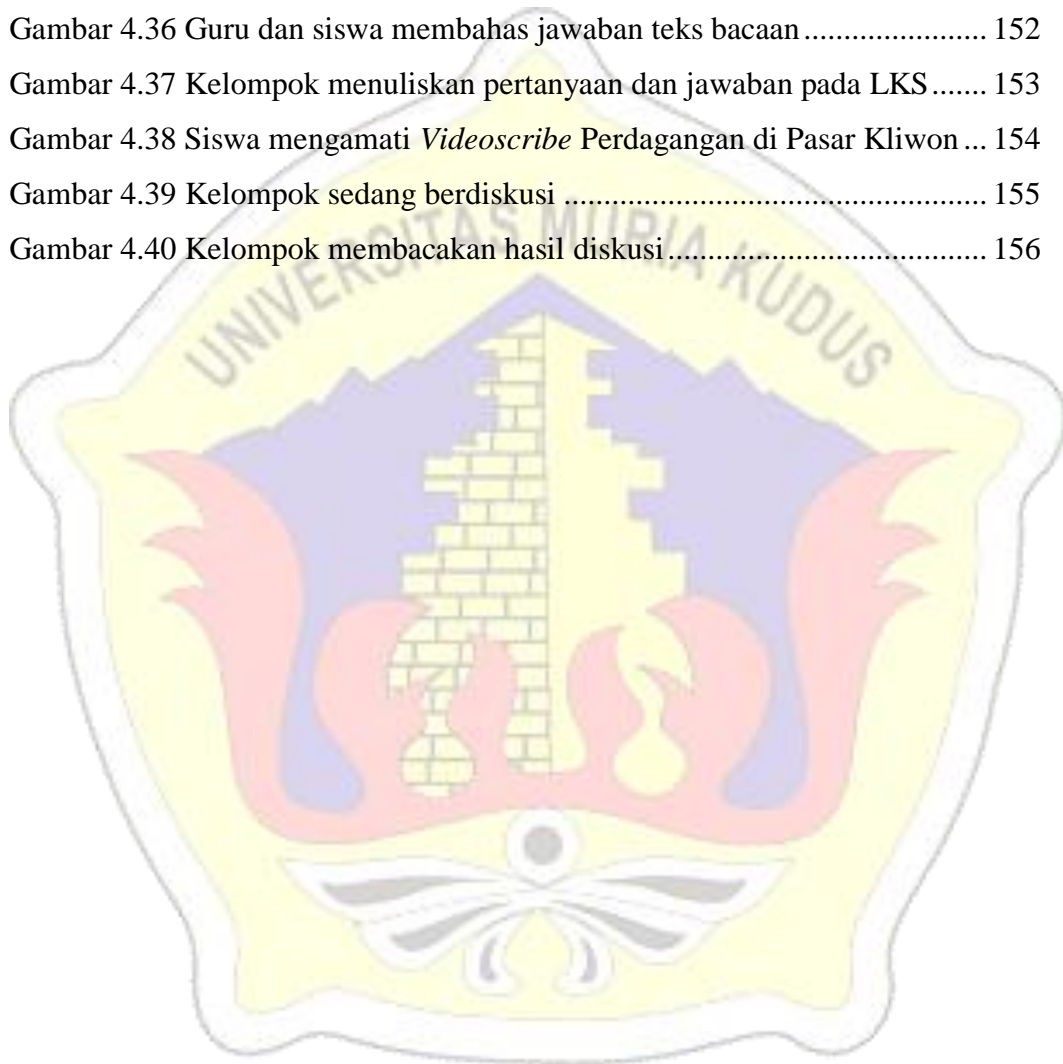 Gambar 4.36 Guru dan siswa membahas jawaban teks bacaan ...................... 152
Gambar 4.37 Kelompok menuliskan pertanyaan dan jawaban pada LKS ....... 153
Gambar 4.38 Siswa mengamati Videoscribe Perdagangan di Pasar Kliwon ... 154
Gambar 4.39 Kelompok sedang berdiskusi ................................................ 155
Gambar 4.40 Kelompok membacakan hasil diskusi .................................... 156
UNIVERSITAS MURIA KUDUS